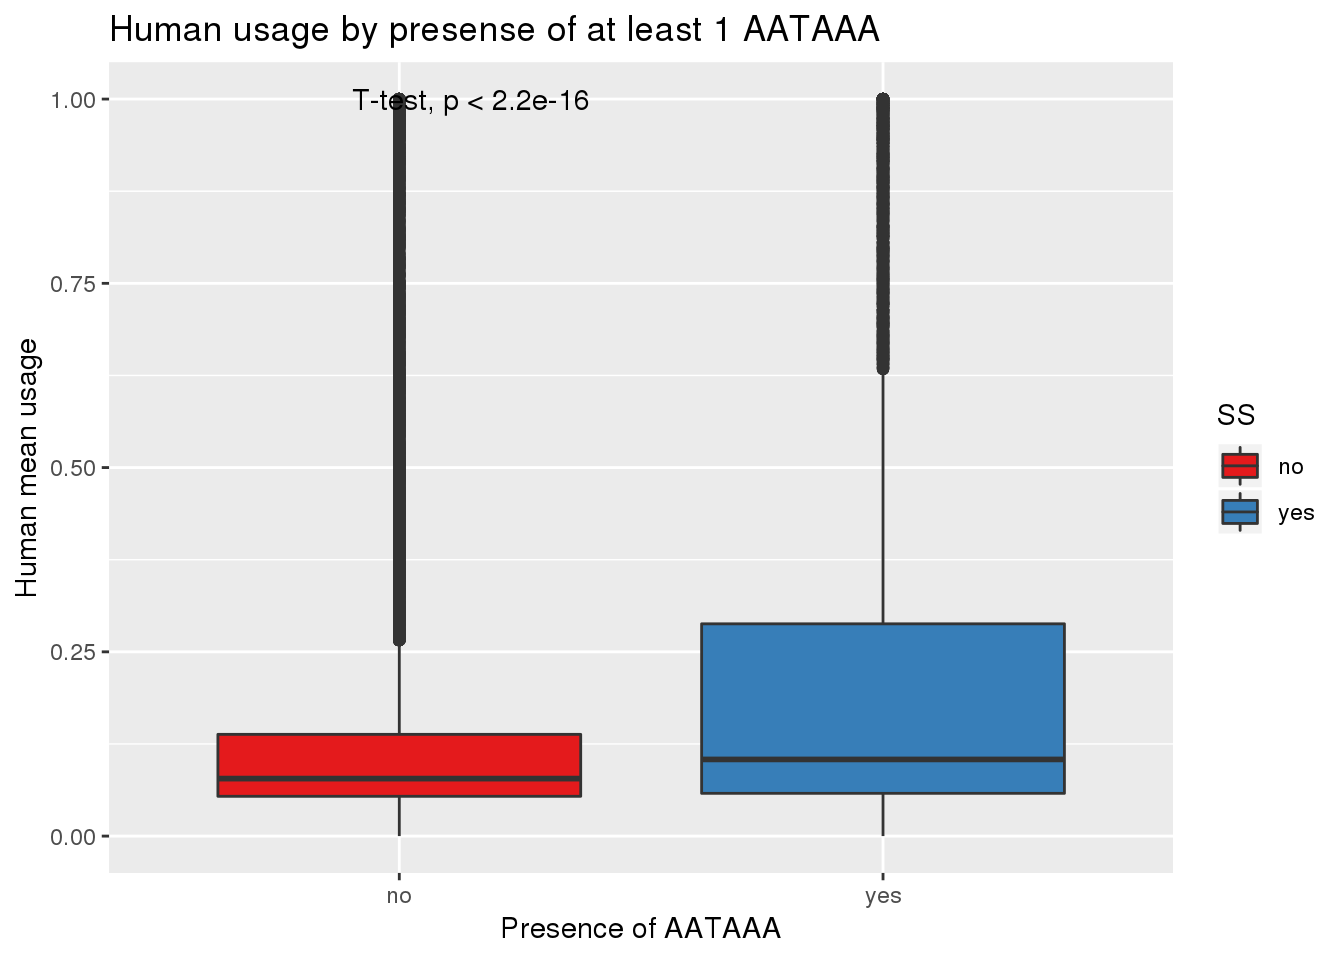 Human usage by presense of at least 1 AATAAA
T-test, p < 2.2e-16
1.00
0.75
0.50
0.25
0.00
Human mean usage
no
yes
Presence of AATAAA
SS
no
yes